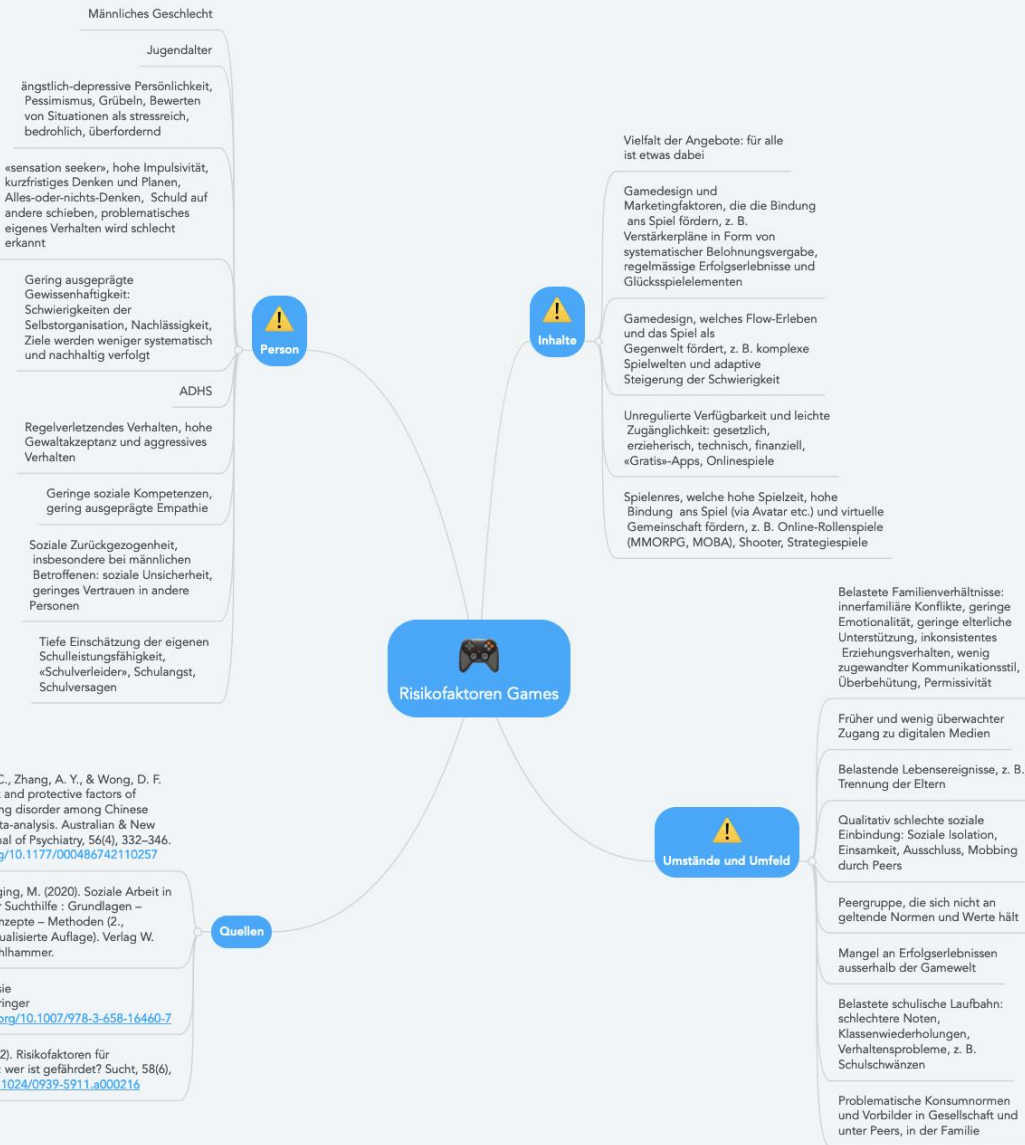 Männliches Geschlecht
Jugendalter
ängstlich-depressive Persönlichkeit,
Pessimismus, Grübeln, Bewerten
von Situationen als stressreich,
bedrohlich, überfordernd
«sensation seeker», hohe Impulsivität,
kurzfristiges Denken und Planen,
Alles-oder-nichts-Denken, Schuld auf
andere schieben, problematisches
eigenes Verhalten wird schlecht
erkannt
Gering ausgeprägte
Gewissenhaftigkeit:
Schwierigkeiten der
Selbstorganisation, Nachlässigkeit,
Ziele werden weniger systematisch
und nachhaltig verfolgt
ADHS
Regelverletzendes Verhalten, hohe
Gewaltakzeptanz und aggressives
Verhalten
Geringe soziale Kompetenzen,
gering ausgeprägte Empathie
Soziale Zurückgezogenheit,
insbesondere bei männlichen
Betroffenen: soziale Unsicherheit,
geringes Vertrauen in andere
Personen
Tiefe Einschätzung der eigenen
Schulleistungsfähigkeit,
«Schulverleider», Schulangst,
Schulversagen
Person
Inhalte
Vielfalt der Angebote: für alle
ist etwas dabei
Gamedesign und
Marketingfaktoren, die die Bindung
ans Spiel fördern, z. B.
Verstärkerpläne in Form von
systematischer Belohnungsvergabe,
regelmässige Erfolgserlebnisse und
Glücksspielelementen
Gamedesign, welches Flow-Erleben
und das Spiel als
Gegenwelt fördert, z. B. komplexe
Spielwelten und adaptive
Steigerung der Schwierigkeit
Unregulierte Verfügbarkeit und leichte
Zugänglichkeit: gesetzlich,
erzieherisch, technisch, finanziell,
«Gratis»-Apps, Onlinespiele
Spielenres, welche hohe Spielzeit, hohe
Bindung ans Spiel (via Avatar etc.) und virtuelle
Gemeinschaft fördern, z. B. Online-Rollenspiele
(MMORPG, MOBA), Shooter, Strategiespiele
Risikofaktoren Games
Umstände und Umfeld
Belastete Familienverhältnisse:
innerfamiliäre Konflikte, geringe
Emotionalität, geringe elterliche
Unterstützung, inkonsistentes
Erziehungsverhalten, wenig
zugewandter Kommunikationsstil,
Überbehütung, Permissivität
Früher und wenig überwachter
Zugang zu digitalen Medien
Belastende Lebensereignisse, z. B.
Trennung der Eltern
Qualitativ schlechte soziale
Einbindung: Soziale Isolation,
Einsamkeit, Ausschluss, Mobbing
durch Peers
Peergruppe, die sich nicht an
geltende Normen und Werte hält
Mangel an Erfolgserlebnissen
ausserhalb der Gamewelt
Belastete schulische Laufbahn:
schlechtere Noten,
Klassenwiederholungen,
Verhaltensprobleme, z. B.
Schulschwänzen
Problematische Konsumnormen
und Vorbilder in Gesellschaft und
unter Peers, in der Familie
Quellen
C., Zhang, A. Y., & Wong, D. F.
and protective factors of
disorder among Chinese
Australian & New
of Psychiatry, 56(4), 332–346.
g/10.1177/000486742110257
M. (2020). Soziale Arbeit in
Suchthilfe : Grundlagen –
– Methoden (2.,
Auflage). Verlag W.
org/10.1007/978-3-658-16460-7
Risikofaktoren für
wer ist gefährdet? Sucht, 58(6),
1024/0939-5911.a000216